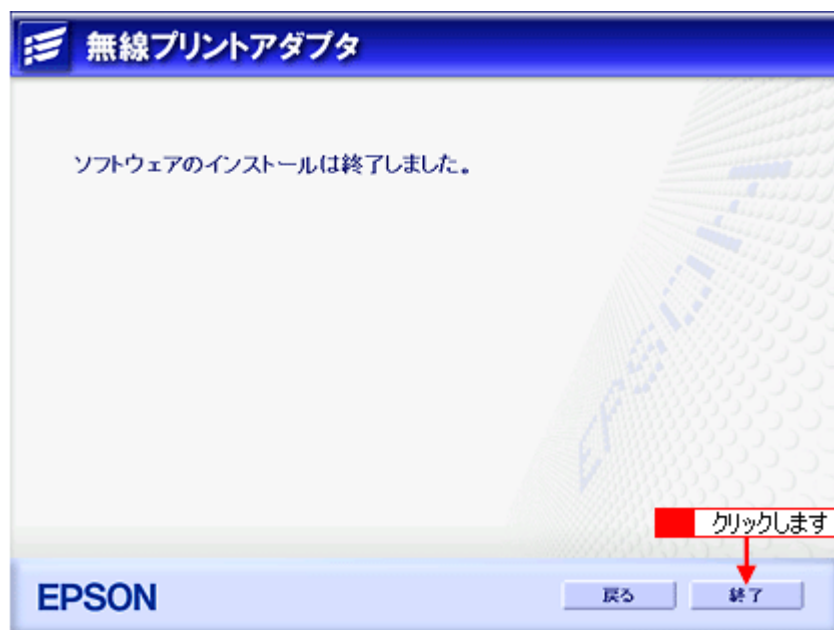 無線プリントアダプタ
ソフトウェアのインストールは終了しました。
EPSON
クリックします
EPSON
戻る
終了